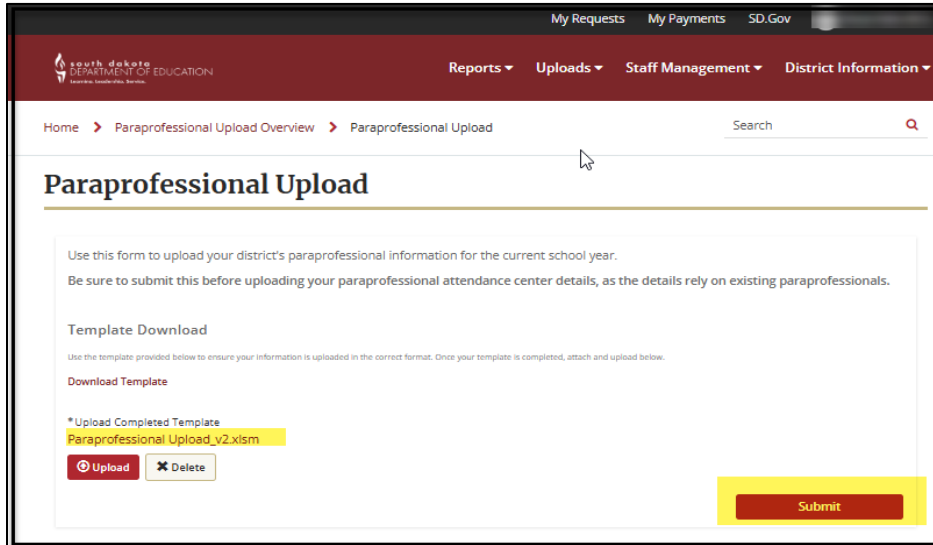 My Requests My Payments SD.Gov
south dakota
DEPARTMENT OF EDUCATION
Learning. Leadership. Service.
Reports Uploads Staff Management District Information
Home > Paraprofessional Upload Overview > Paraprofessional Upload
Search
Paraprofessional Upload
Use this form to upload your district's paraprofessional information for the current school year.
Be sure to submit this before uploading your paraprofessional attendance center details, as the details rely on existing paraprofessionals.
Template Download
Use the template provided below to ensure your information is uploaded in the correct format. Once your template is completed, attach and upload below.
Download Template
*Upload Completed Template
Paraprofessional Upload_v2.xlsm
Upload Delete
Submit